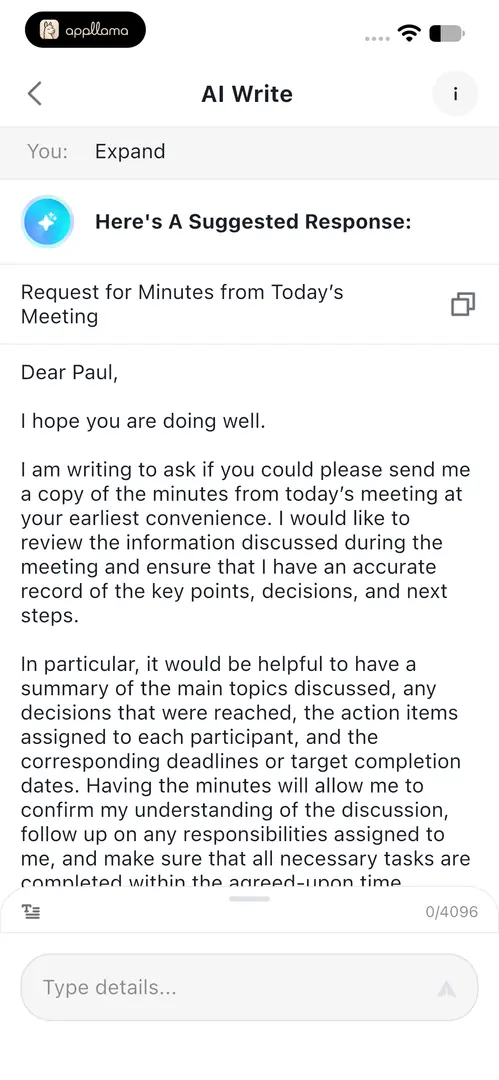 appllama
AI Write
i
You: Expand
Here's A Suggested Response:
Request for Minutes from Today’s
Meeting
Dear Paul,
I hope you are doing well.
I am writing to ask if you could please send me
a copy of the minutes from today’s meeting at
your earliest convenience. I would like to
review the information discussed during the
meeting and ensure that I have an accurate
record of the key points, decisions, and next
steps.
In particular, it would be helpful to have a
summary of the main topics discussed, any
decisions that were reached, the action items
assigned to each participant, and the
corresponding deadlines or target completion
dates. Having the minutes will allow me to
confirm my understanding of the discussion,
follow up on any responsibilities assigned to
me, and make sure that all necessary tasks are
completed within the agreed-upon time
0/4096
Type details...